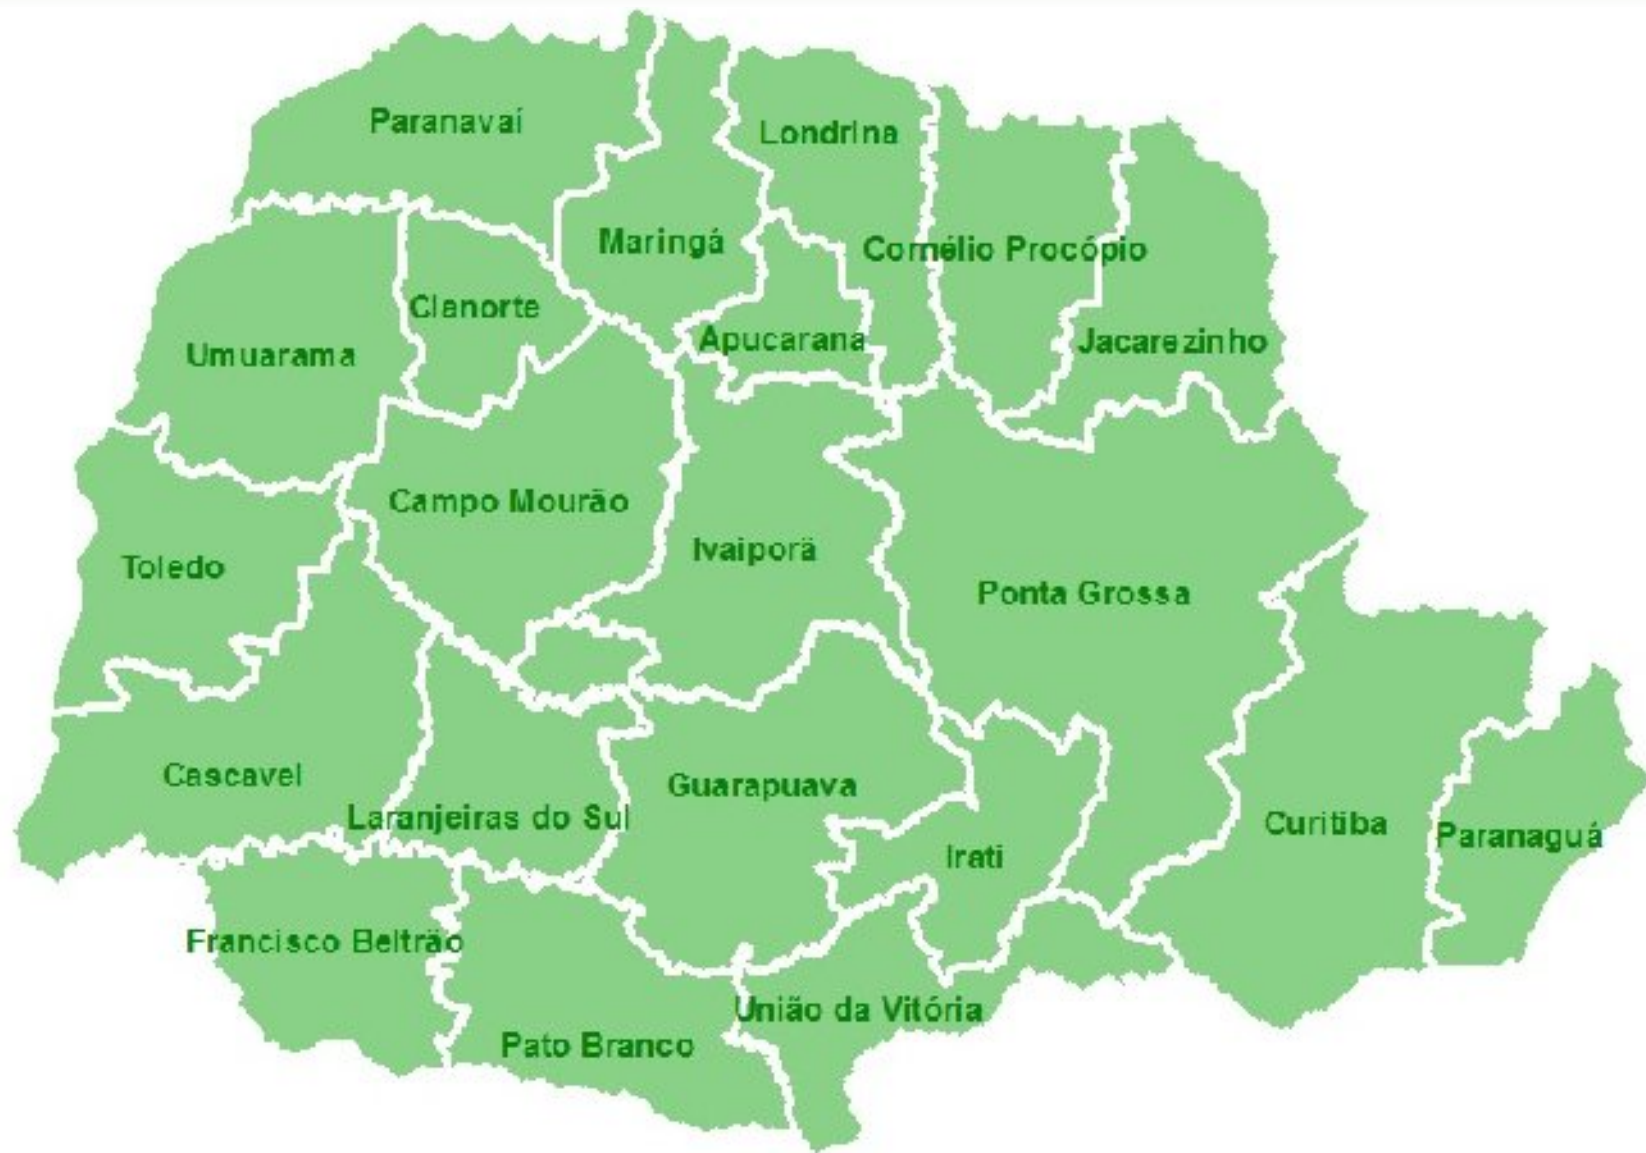 Paranavaí
Londrina
Maringá
Cornélio Procópio
Cianorte
Apucarana
Jacarezinho
Umuarama
Campo Mourão
Ivaiporã
Toledo
Ponta Grossa
Cascavel
Guarapuava
Laranjeiras do Sul
Curitiba
Paranaguá
Irati
Francisco Beltrão
União da Vitória
Pato Branco